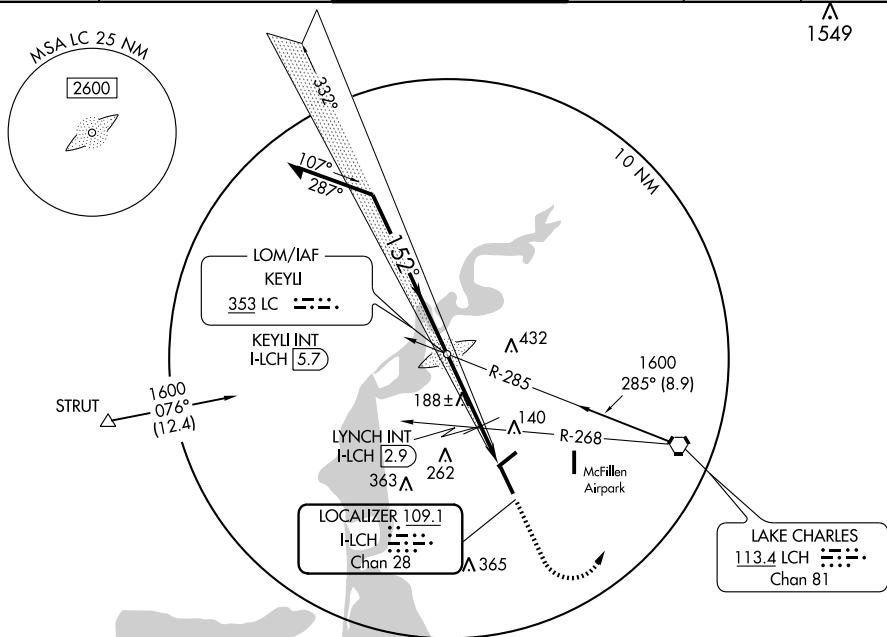 1549
MSA LC 25 NM
2600
10 NM
332°
107°
287°
152°
LOM/IAF
KEYLI
353 LC
KEYLI INT
I-LCH 5.7
432
R-285
1600
285° (8.9)
STRUT
1600
076°
(12.4)
188±
140
R-268
LYNCH INT
I-LCH 2.9
262
363
McFillen
Airpark
LOCALIZER 109.1
I-LCH
Chan 28
365
LAKE CHARLES
113.4 LCH
Chan 81